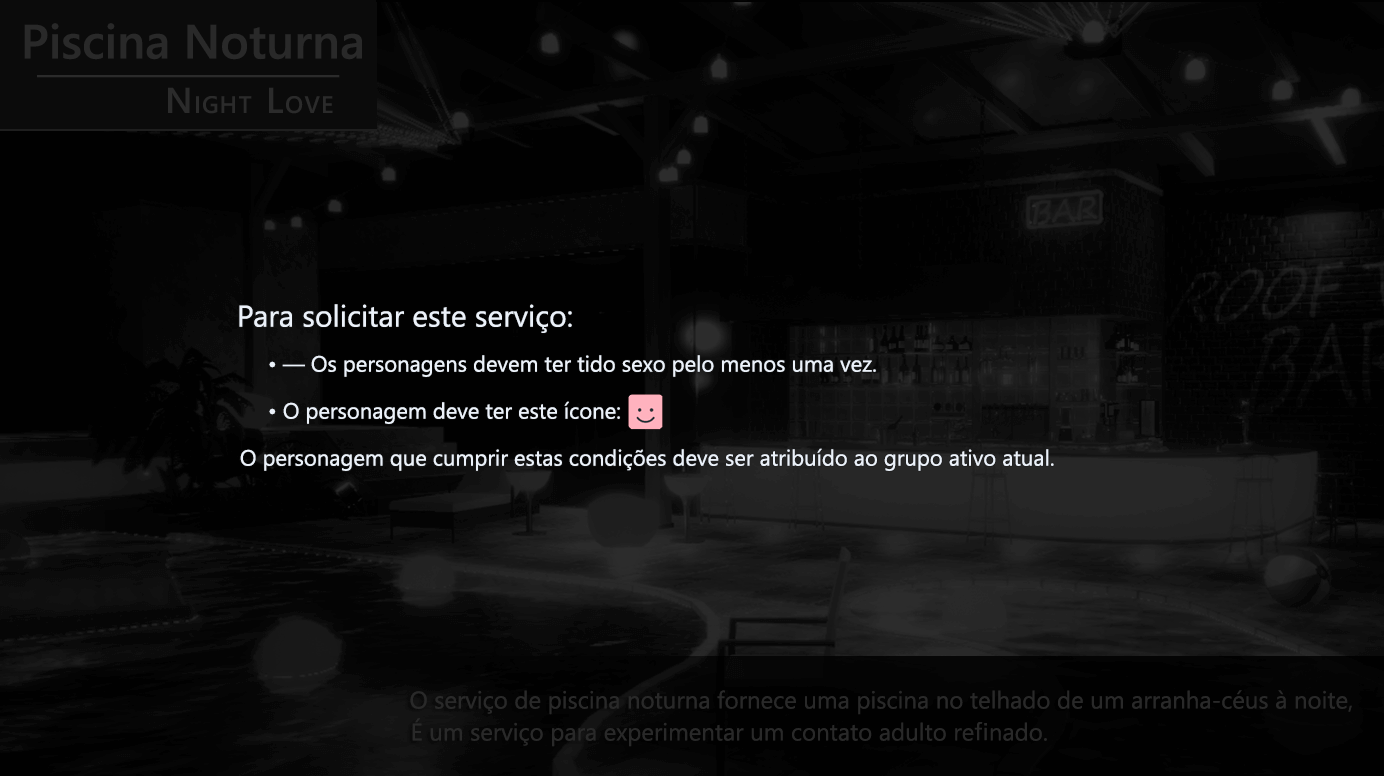 Piscina Noturna
Night Love
BAR
ROOF T
BAR
Para solicitar este serviço:
• — Os personagens devem ter tido sexo pelo menos uma vez.
• O personagem deve ter este ícone:
O personagem que cumprir estas condições deve ser atribuído ao grupo ativo atual.
O serviço de piscina noturna fornece uma piscina no telhado de um arranha-céus à noite,
É um serviço para experimentar um contato adulto refinado.